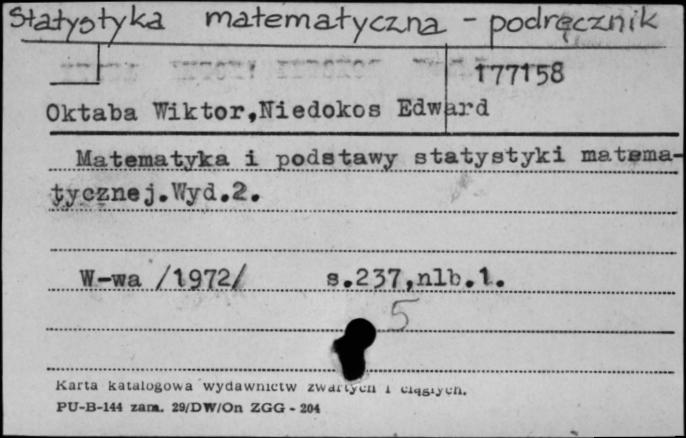 Statystyka matematyczna - podręcznik
177158
Oktaba Wiktor,Niedokos Edward
Matematyka i podstawy statystyki matema-
tycznej.Wyd.2.
W-wa /1972/ s.237,nlb.1.
5
Karta katalogowa wydawnictw zwartych i ciągłych.
PU-B-144 zam. 29/DW/On ZGG - 204